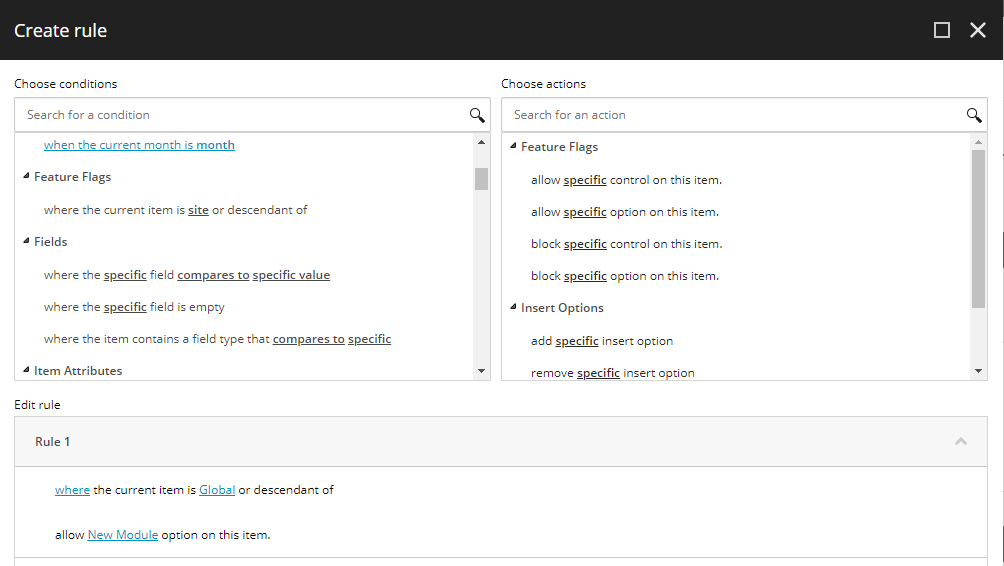 Create rule
Choose conditions
Search for a condition
when the current month is month
Feature Flags
where the current item is site or descendant of
Fields
where the specific field compares to specific value
where the specific field is empty
where the item contains a field type that compares to specific
Item Attributes
Choose actions
Search for an action
Feature Flags
allow specific control on this item.
allow specific option on this item.
block specific control on this item.
block specific option on this item.
Insert Options
add specific insert option
remove specific insert option
Edit rule
Rule 1
where the current item is Global or descendant of
allow New Module option on this item.